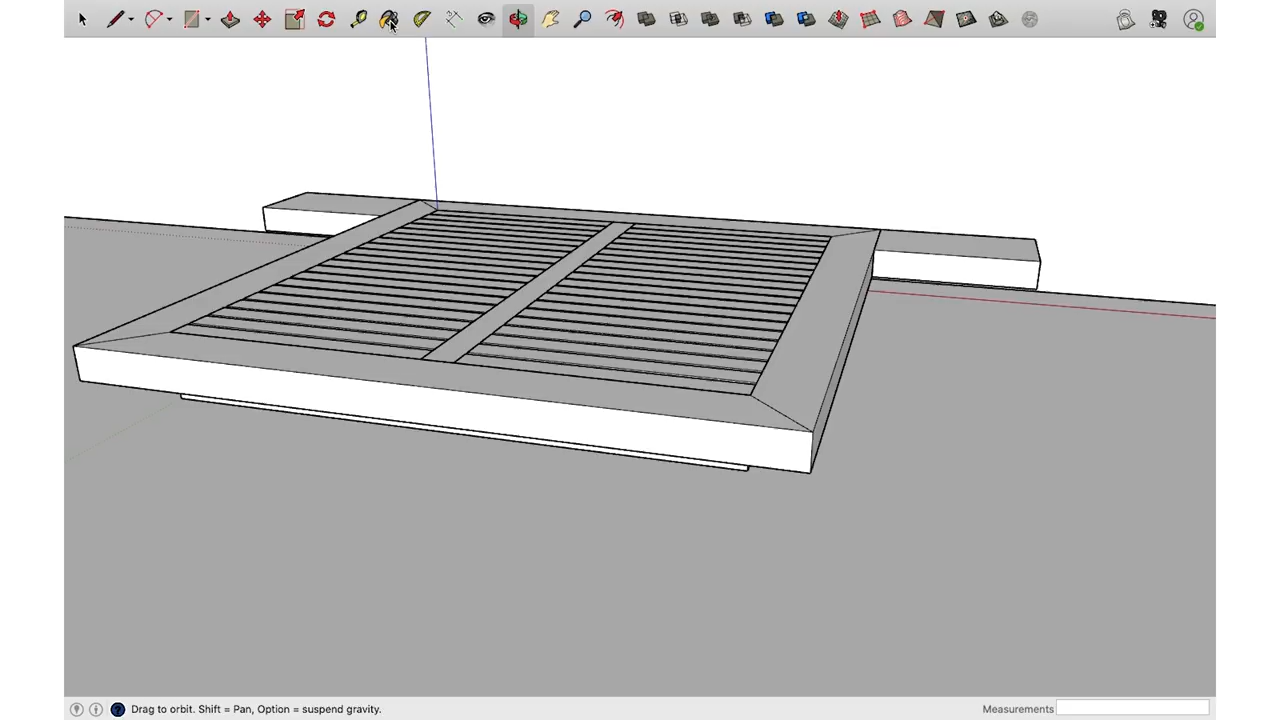 Drag to orbit. Shift = Pan, Option = suspend gravity.
Measurements